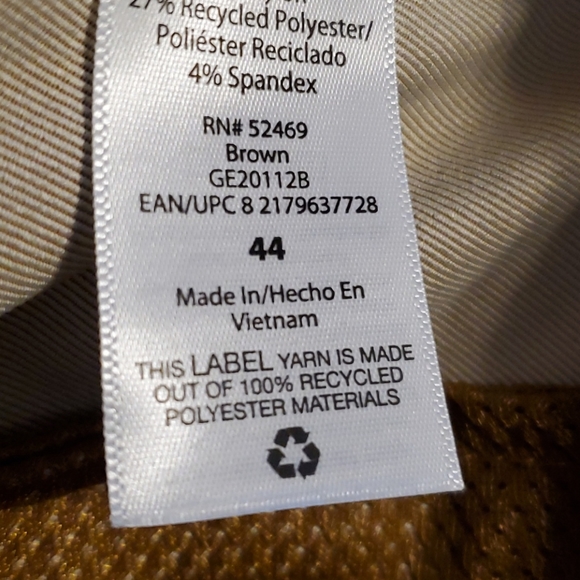 27% Recycled Polyester/
Poliéster Reciclado
4% Spandex
RN# 52469
Brown
GE20112B
EAN/UPC 8 2179637728
44
Made In/Hecho En
Vietnam
THIS LABEL YARN IS MADE
OUT OF 100% RECYCLED
POLYESTER MATERIALS